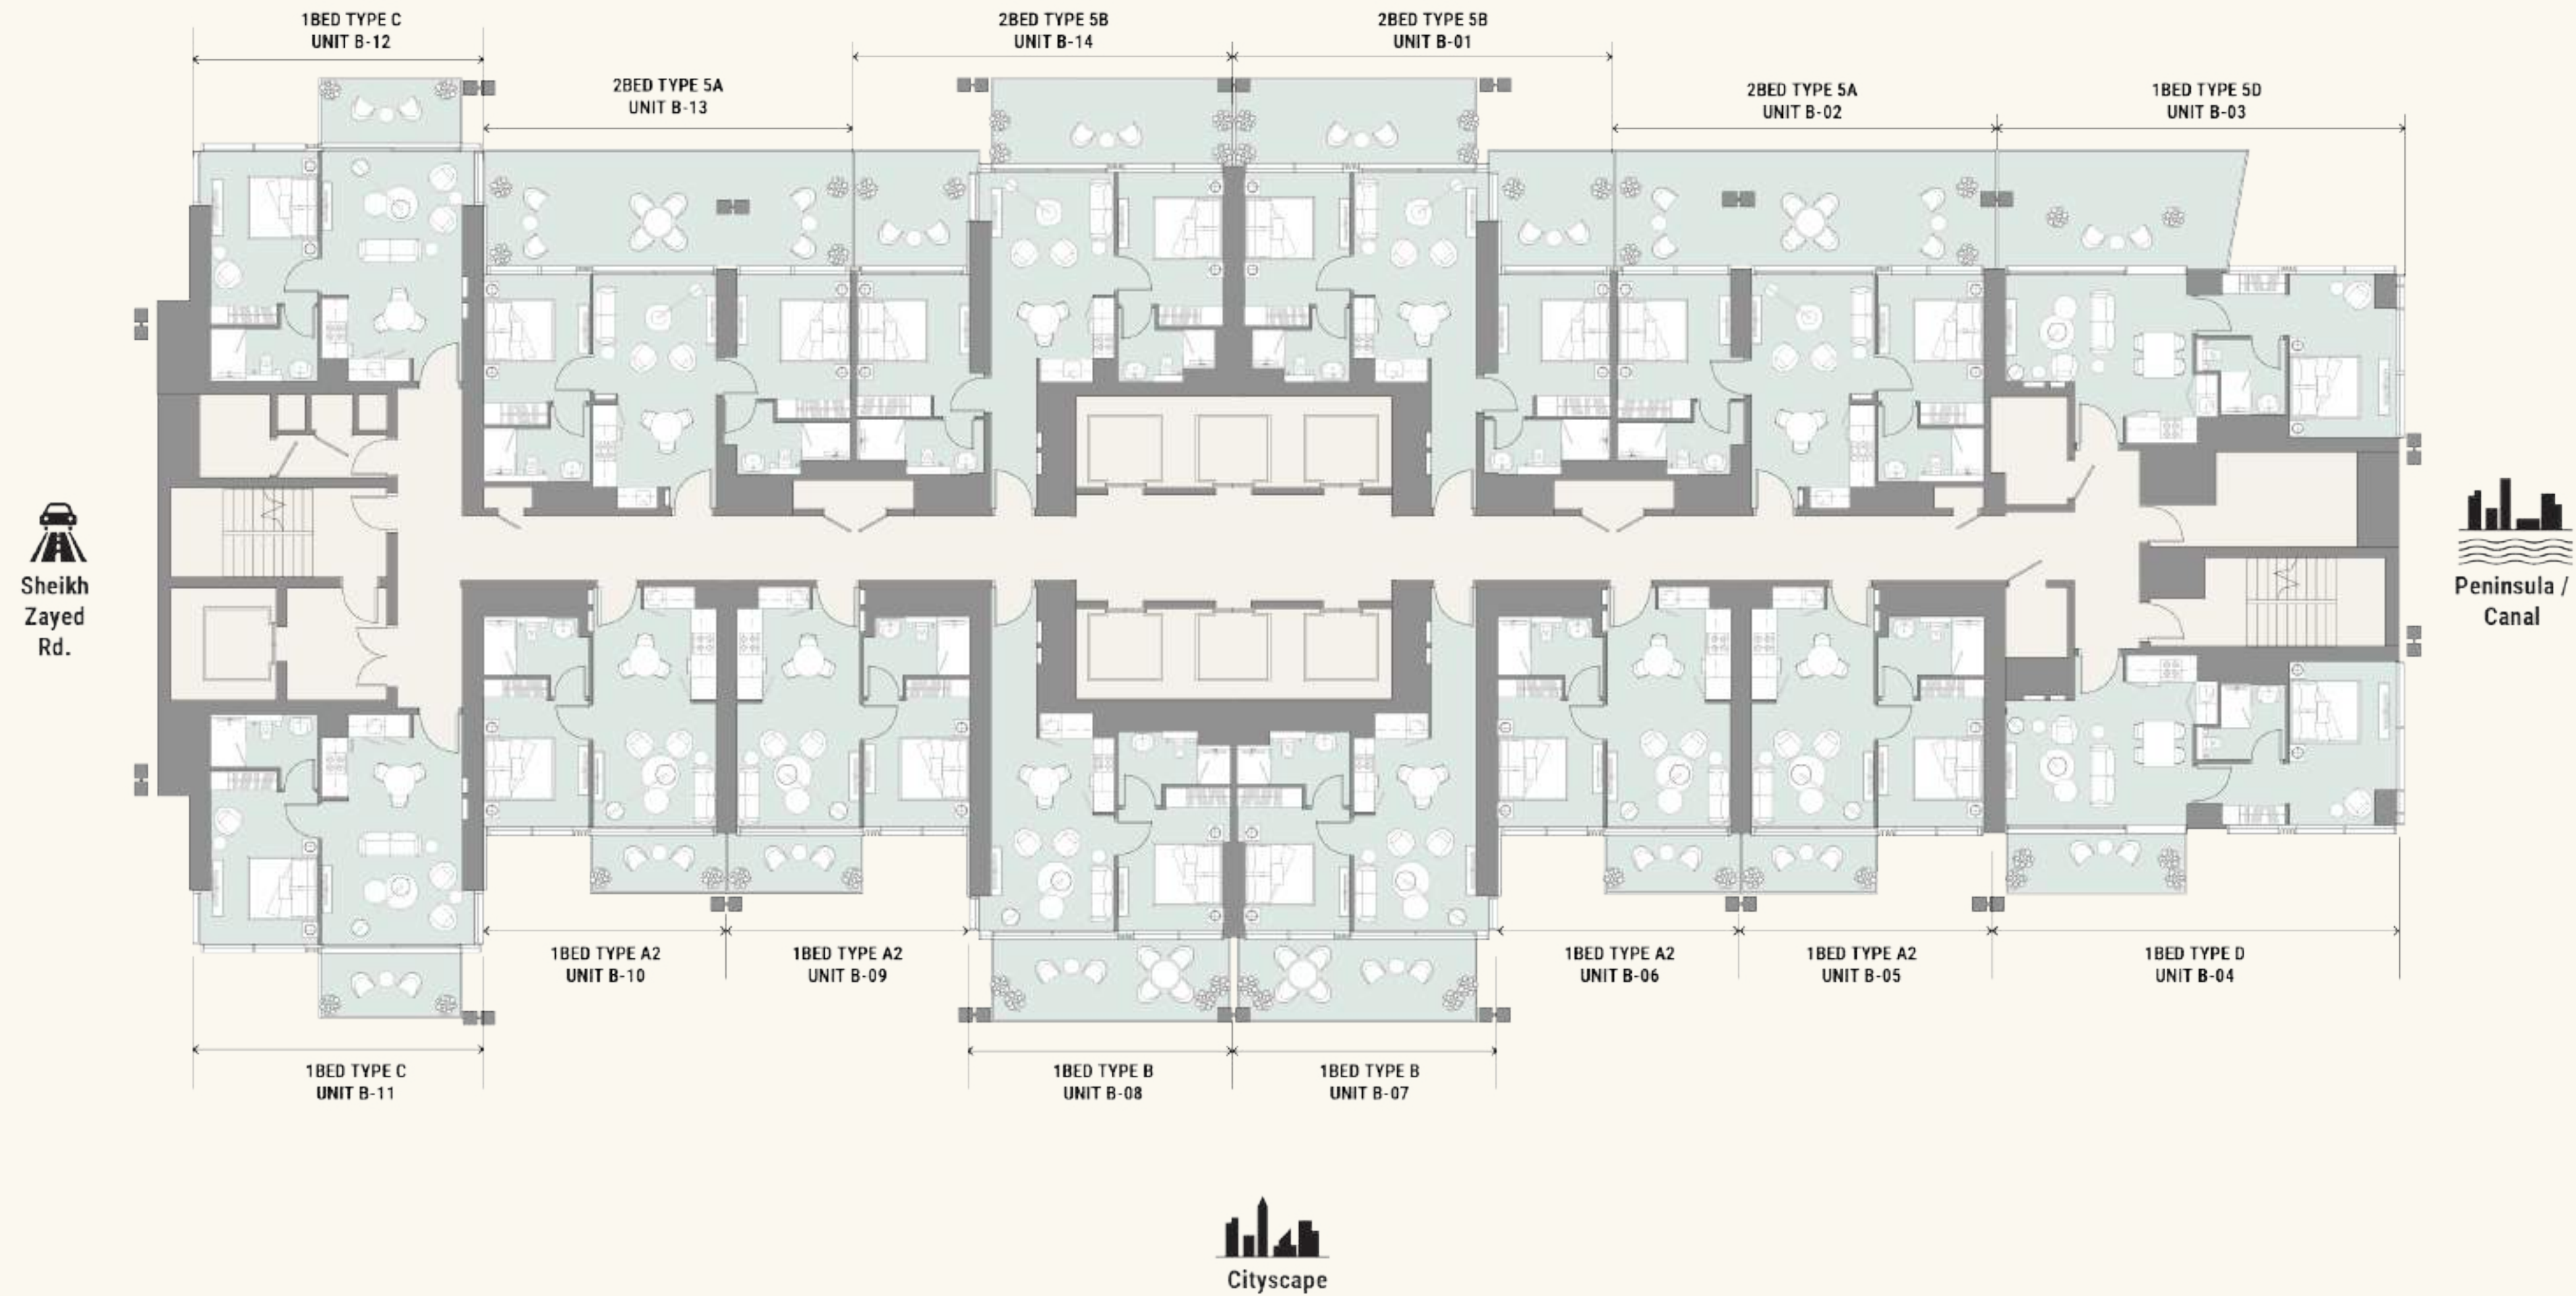 1BED TYPE C
UNIT B-12
2BED TYPE 5A
UNIT B-13
2BED TYPE 5B
UNIT B-14
2BED TYPE 5B
UNIT B-01
2BED TYPE 5A
UNIT B-02
1BED TYPE 5D
UNIT B-03
Sheikh
Zayed
Rd.
Peninsula /
Canal
1BED TYPE C
UNIT B-11
1BED TYPE A2
UNIT B-10
1BED TYPE A2
UNIT B-09
1BED TYPE B
UNIT B-08
1BED TYPE B
UNIT B-07
1BED TYPE A2
UNIT B-06
1BED TYPE A2
UNIT B-05
1BED TYPE D
UNIT B-04
Cityscape